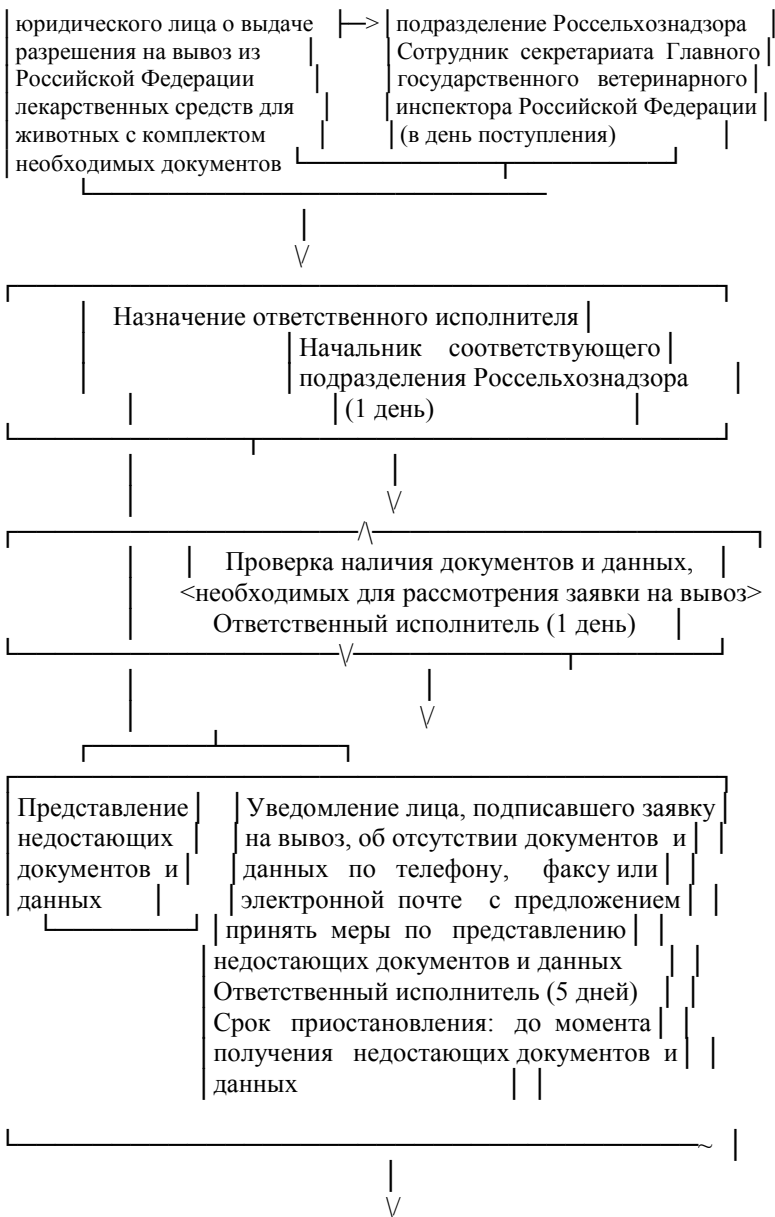 юридического лица о выдаче ├─> подразделение Россельхознадзора
разрешения на вывоз из Сотрудник секретариата Главного
Российской Федерации государственного ветеринарного
лекарственных средств для инспектора Российской Федерации
животных с комплектом (в день поступления)
необходимых документов
Назначение ответственного исполнителя
Начальник соответствующего
подразделения Россельхознадзора
(1 день)
Проверка наличия документов и данных,
<необходимых для рассмотрения заявки на вывоз>
Ответственный исполнитель (1 день)
Представление Уведомление лица, подписавшего заявку
недостающих на вывоз, об отсутствии документов и
документов и данных по телефону, факсу или
данных электронной почте с предложением
принять меры по представлению
недостающих документов и данных
Ответственный исполнитель (5 дней)
Срок приостановления: до момента
получения недостающих документов и
данных